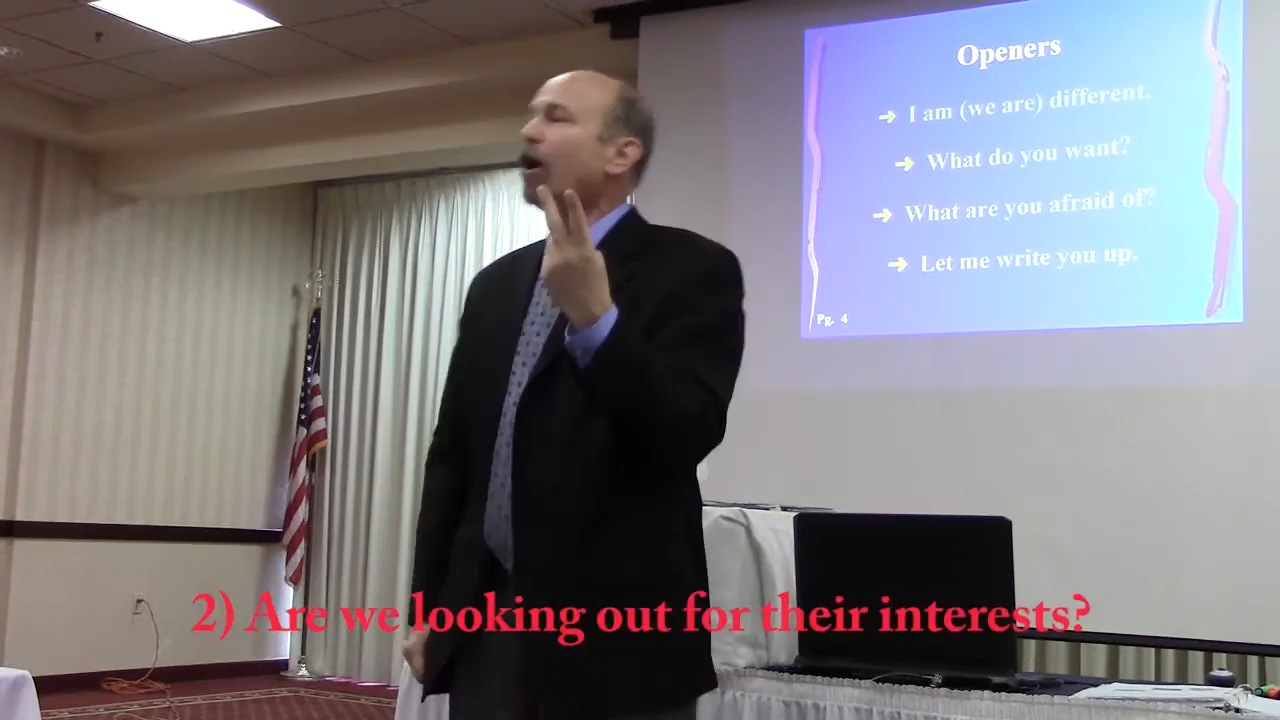 Openers
➔ I am (we are) different.
➔ What do you want?
➔ What are you afraid of?
➔ Let me write you up.
Pg. 4
2) Are we looking out for their interests?